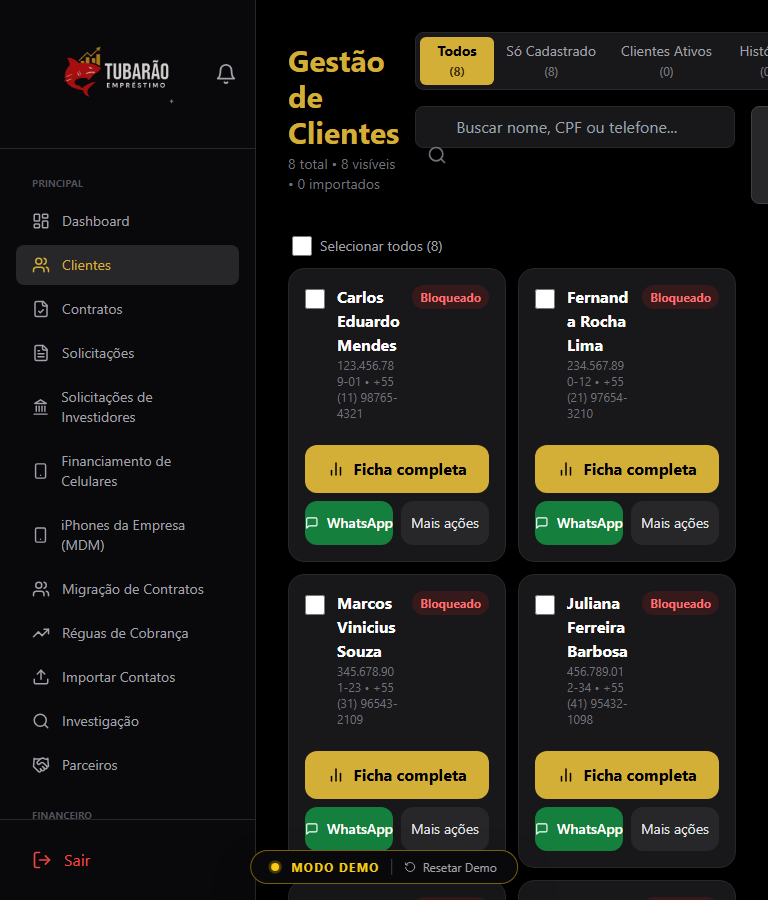 TUBARÃO
EMPRÉSTIMO
PRINCIPAL
Dashboard
Clientes
Contratos
Solicitações
Solicitações de
Investidores
Financiamento de
Celulares
iPhones da Empresa
(MDM)
Migração de Contratos
Réguas de Cobrança
Importar Contatos
Investigação
Parceiros
FINANCEIRO
Sair
Gestão
de
Clientes
8 total • 8 visíveis
• 0 importados
Todos
(8)
Só Cadastrado
(8)
Clientes Ativos
(0)
Buscar nome, CPF ou telefone...
Selecionar todos (8)
Carlos
Eduardo
Mendes
Bloqueado
123.456.78
9-01 • +55
(11) 98765-
4321
Ficha completa
WhatsApp
Mais ações
Fernand
a Rocha
Lima
Bloqueado
234.567.89
0-12 • +55
(21) 97654-
3210
Ficha completa
WhatsApp
Mais ações
Marcos
Vinicius
Souza
Bloqueado
345.678.90
1-23 • +55
(31) 96543-
2109
Ficha completa
WhatsApp
Mais ações
Juliana
Ferreira
Barbosa
Bloqueado
456.789.01
2-34 • +55
(41) 95432-
1098
Ficha completa
WhatsApp
Mais ações
MODO DEMO
Resetar Demo